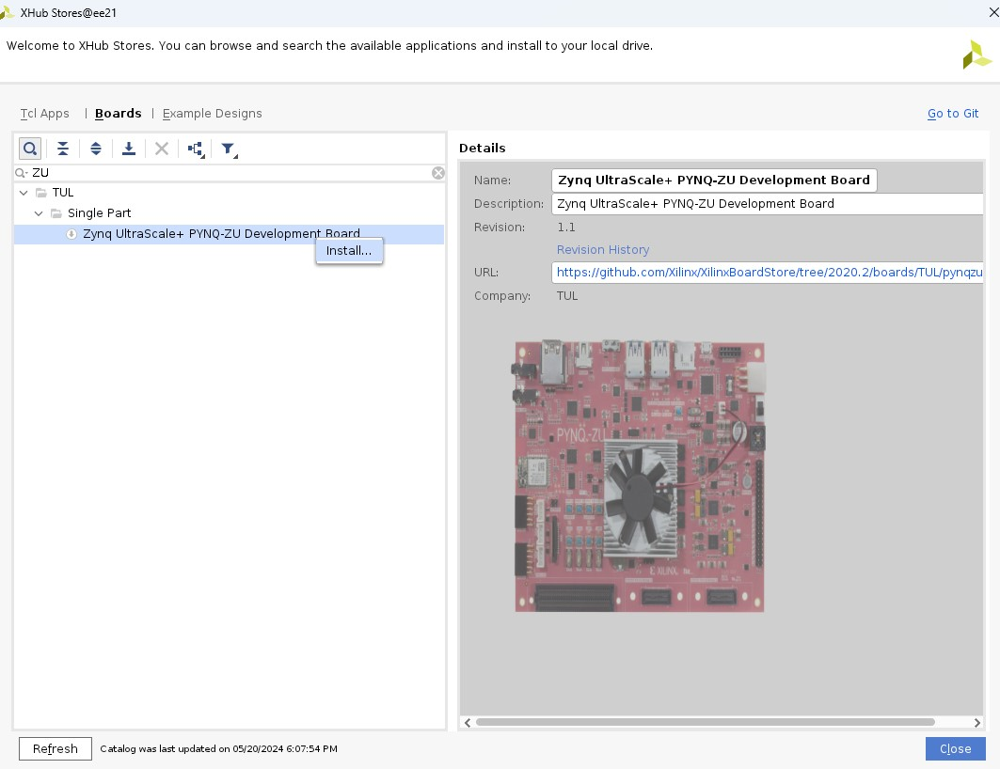 XHub Stores@ee21
Welcome to XHub Stores. You can browse and search the available applications and install to your local drive.
Tcl Apps | Boards | Example Designs
Go to Git
ZU
TUL
Single Part
Zynq UltraScale+ PYNQ-ZU Development Board
Install...
Details
Name: Zynq UltraScale+ PYNQ-ZU Development Board
Description: Zynq UltraScale+ PYNQ-ZU Development Board
Revision: 1.1
Revision History
URL: https://github.com/Xilinx/XilinxBoardStore/tree/2020.2/boards/TUL/pynqzu
Company: TUL
PYNQ-ZU
XILINX
Refresh
Catalog was last updated on 05/20/2024 6:07:54 PM
Close